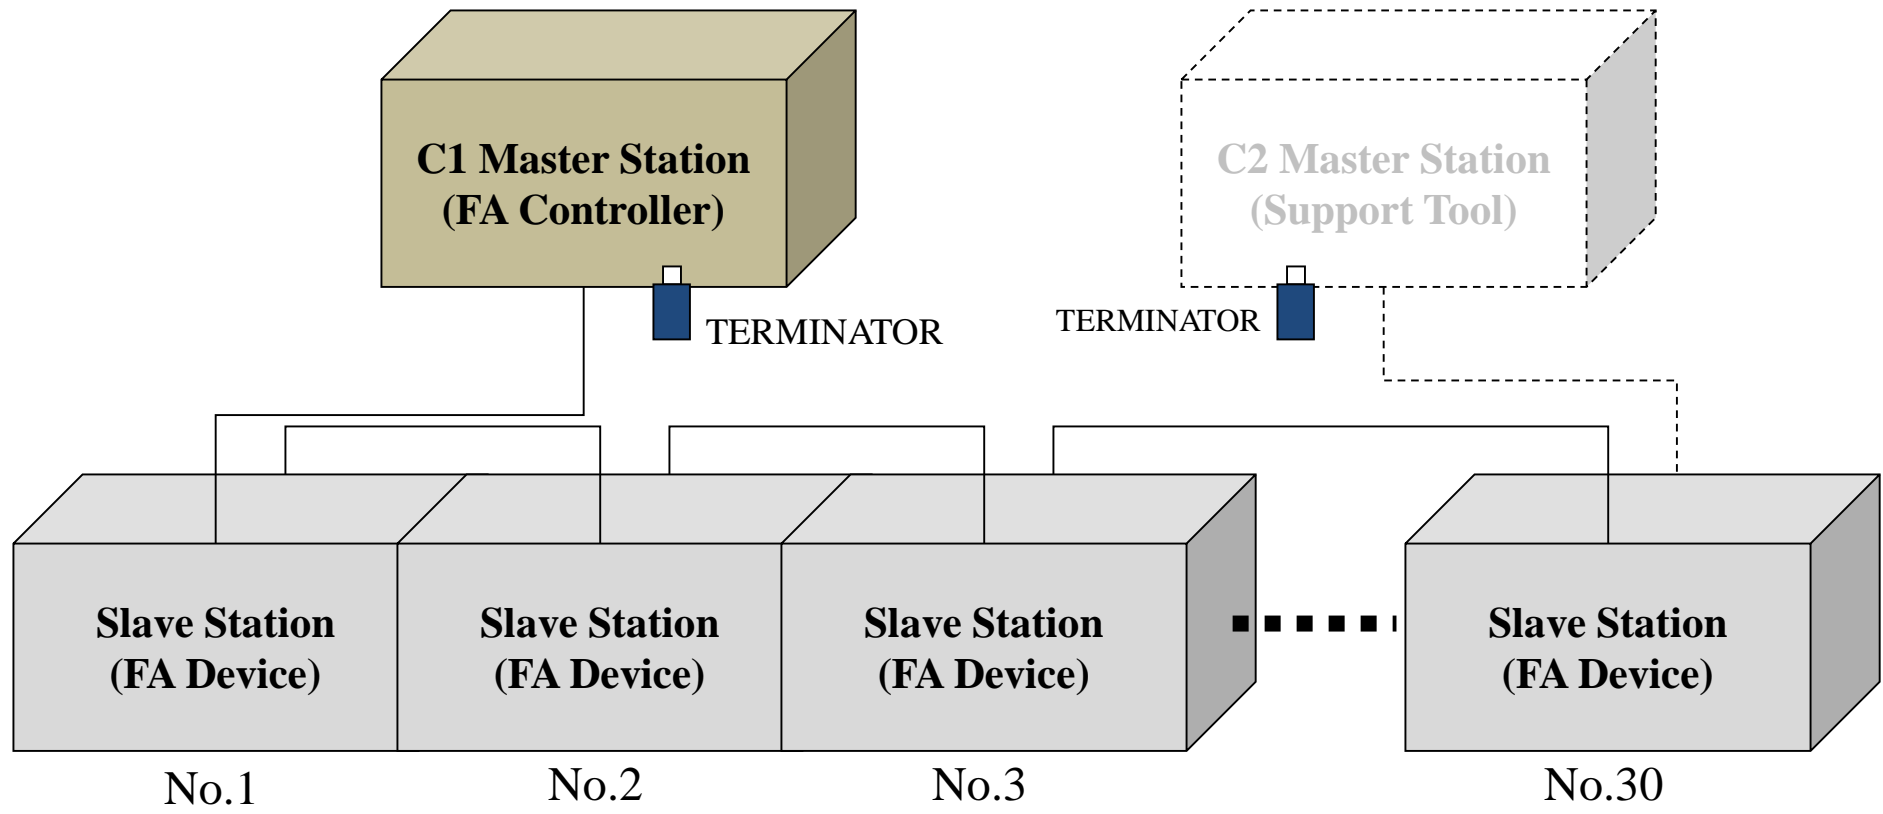 C1 Master Station
(FA Controller)
C2 Master Station
(Support Tool)
TERMINATOR
TERMINATOR
Slave Station
(FA Device)
Slave Station
(FA Device)
Slave Station
(FA Device)
Slave Station
(FA Device)
No.1
No.2
No.3
No.30